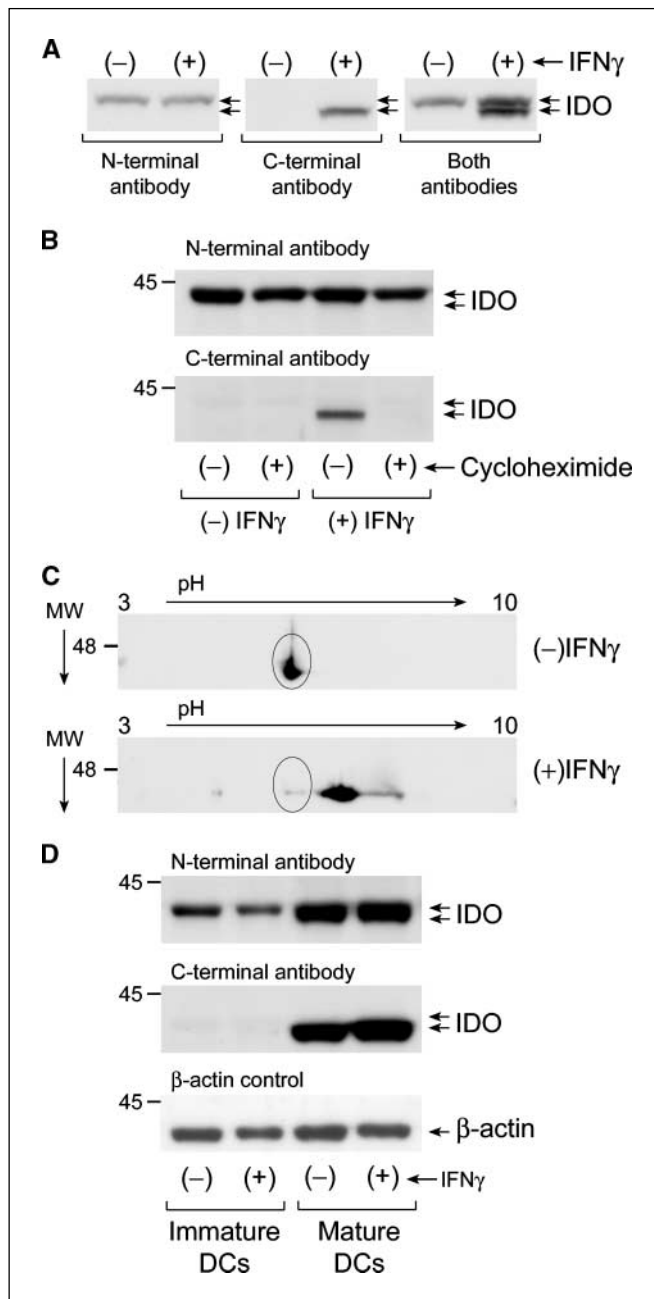 A
(–) (+) (–) (+) (–) (+) ← IFNγ
IDO
N-terminal antibody
C-terminal antibody
Both antibodies
B
N-terminal antibody
45
IDO
C-terminal antibody
45
IDO
(–) (+) (–) (+) ← Cycloheximide
(–) IFNγ (+) IFNγ
C
3 pH 10
MW
48
(–)IFNγ
3 pH 10
MW
48
(+)IFNγ
D
N-terminal antibody
45
IDO
C-terminal antibody
45
IDO
β-actin control
45
β-actin
(–) (+) (–) (+) ← IFNγ
Immature DCs
Mature DCs